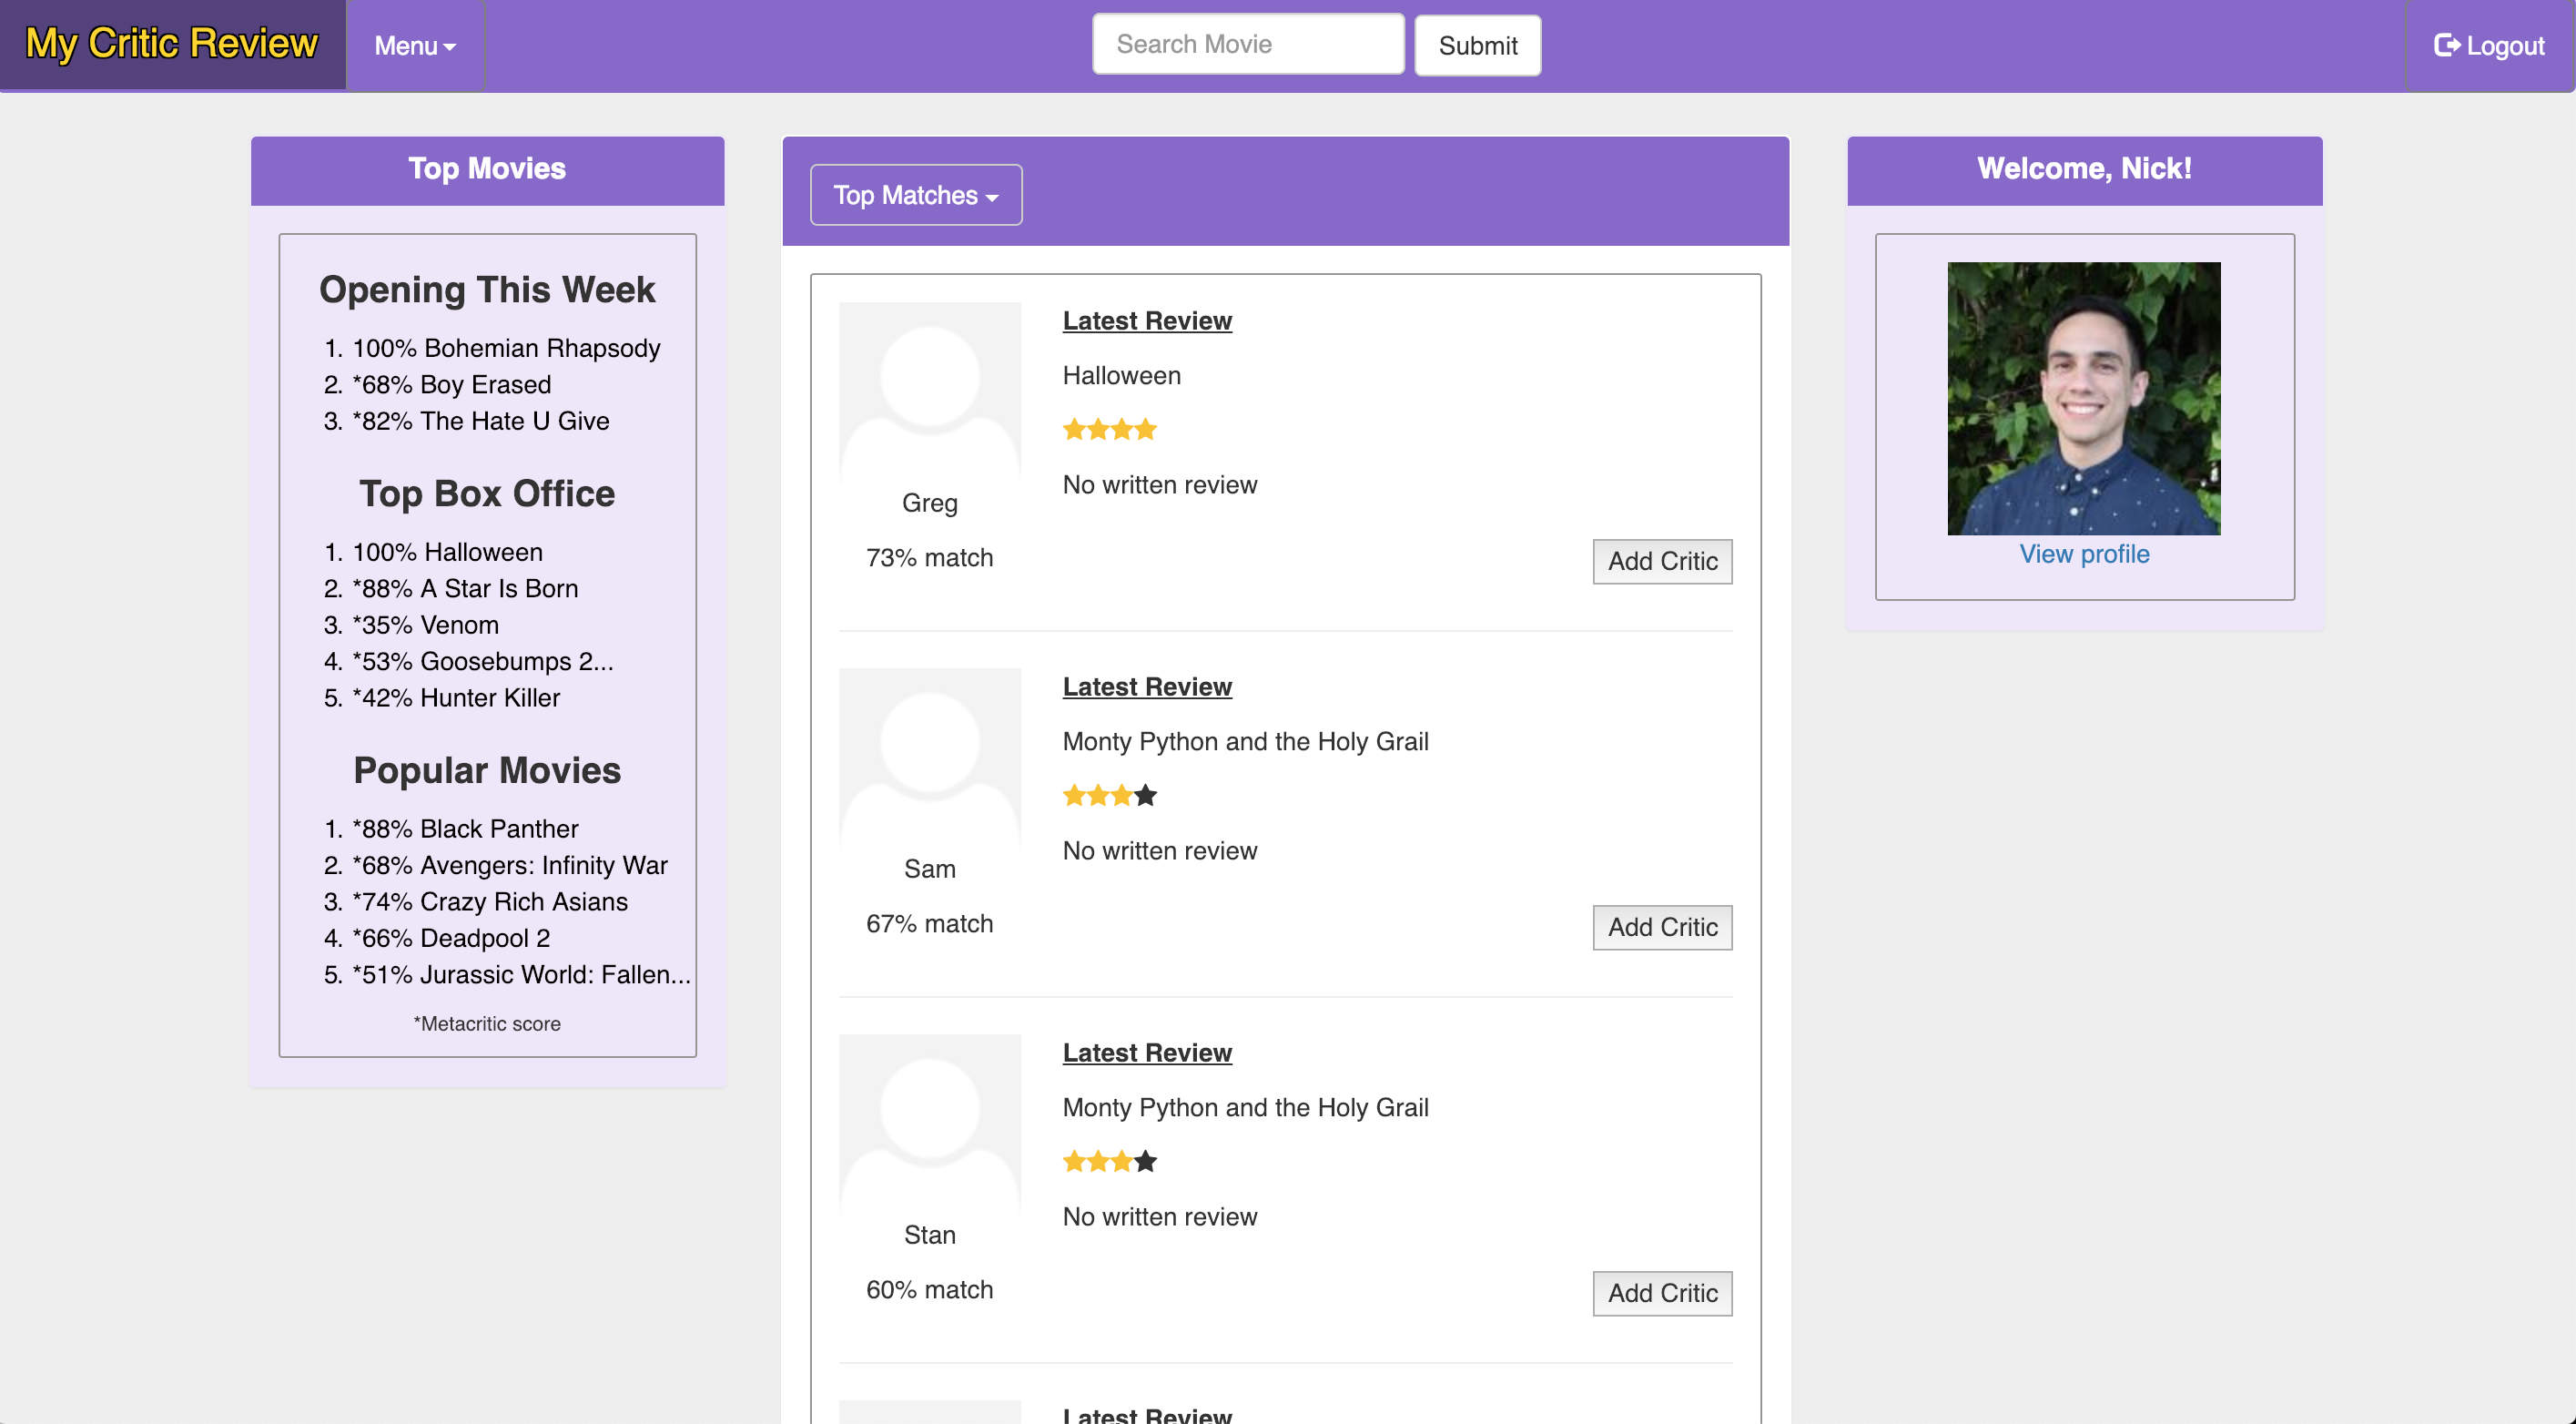 My Critic Review
Menu
Search Movie
Submit
Logout
Top Movies
Opening This Week
1. 100% Bohemian Rhapsody
2. *68% Boy Erased
3. *82% The Hate U Give
Top Box Office
1. 100% Halloween
2. *88% A Star Is Born
3. *35% Venom
4. *53% Goosebumps 2...
5. *42% Hunter Killer
Popular Movies
1. *88% Black Panther
2. *68% Avengers: Infinity War
3. *74% Crazy Rich Asians
4. *66% Deadpool 2
5. *51% Jurassic World: Fallen...
*Metacritic score
Top Matches
Latest Review
Halloween
No written review
Greg
73% match
Add Critic
Latest Review
Monty Python and the Holy Grail
No written review
Sam
67% match
Add Critic
Latest Review
Monty Python and the Holy Grail
No written review
Stan
60% match
Add Critic
Latest Review
Welcome, Nick!
View profile